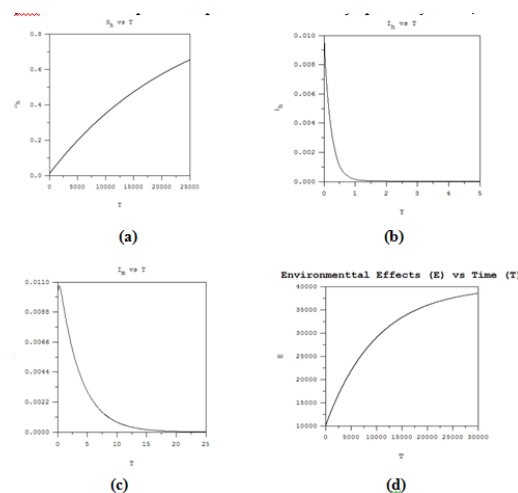 S_h vs T
0.8
0.6
0.4
0.2
0.0
0 5000 10000 15000 20000 25000
T
(a)
I_h vs T
0.010
0.008
0.006
0.004
0.002
0.000
I_h
0 1 2 3 4 5
T
(b)
I_m vs T
0.0110
0.0088
0.0066
0.0044
0.0022
0.0000
0 5 10 15 20 25
T
(c)
Environmenttal Effects (E) vs Time (T)
40000
35000
30000
25000
20000
15000
10000
E
0 5000 10000 15000 20000 25000 30000
T
(d)